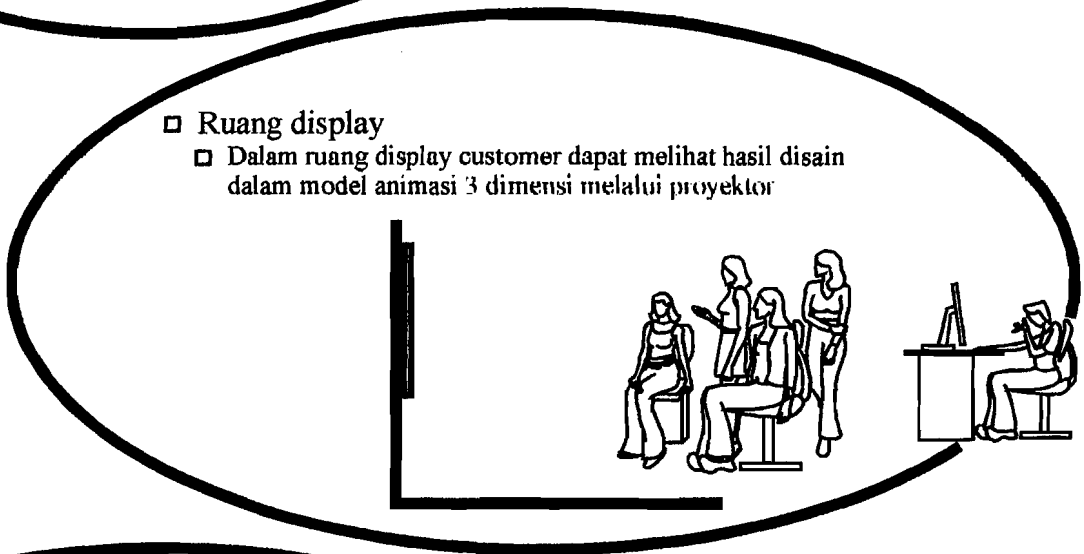 Ruang display
Dalam ruang display customer dapat melihat hasil disain
dalam model animasi 3 dimensi melalui proyektor